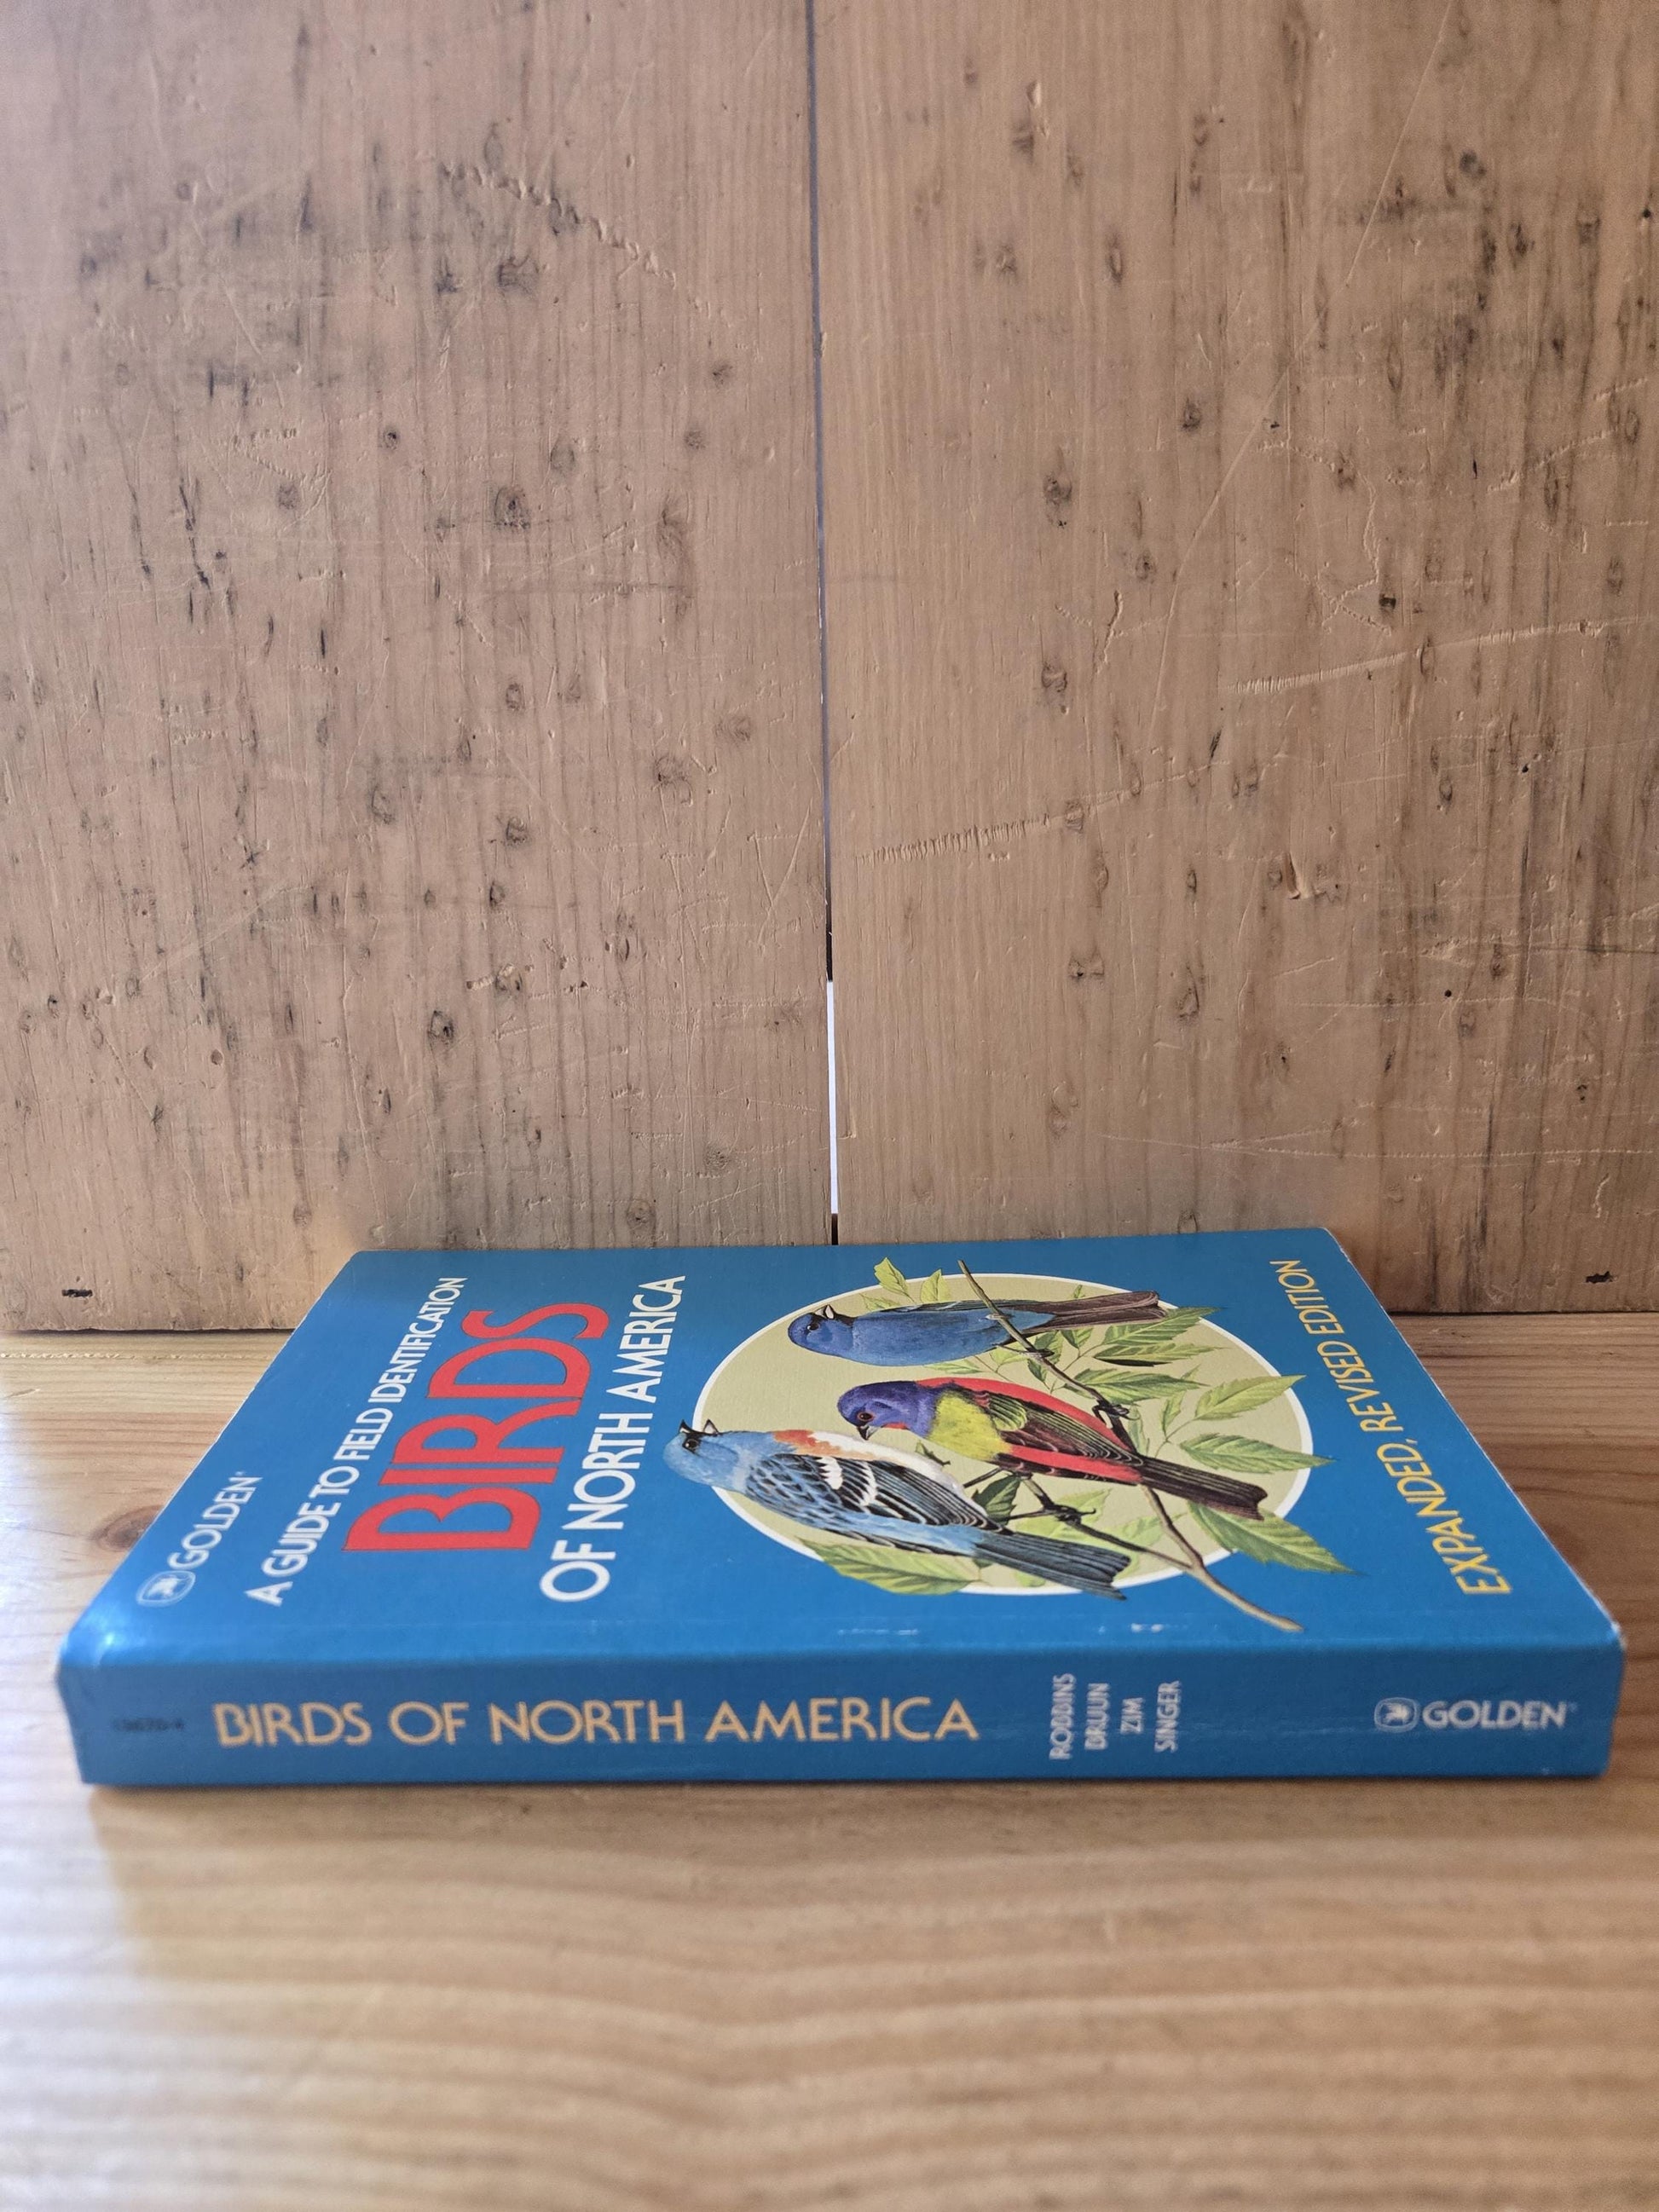 GOLDEN®
A GUIDE TO FIELD IDENTIFICATION
BIRDS
OF NORTH AMERICA
EXPANDED, REVISED EDITION
BIRDS OF NORTH AMERICA
ROBBINS
BRUUN
ZIM
SINGER
GOLDEN®